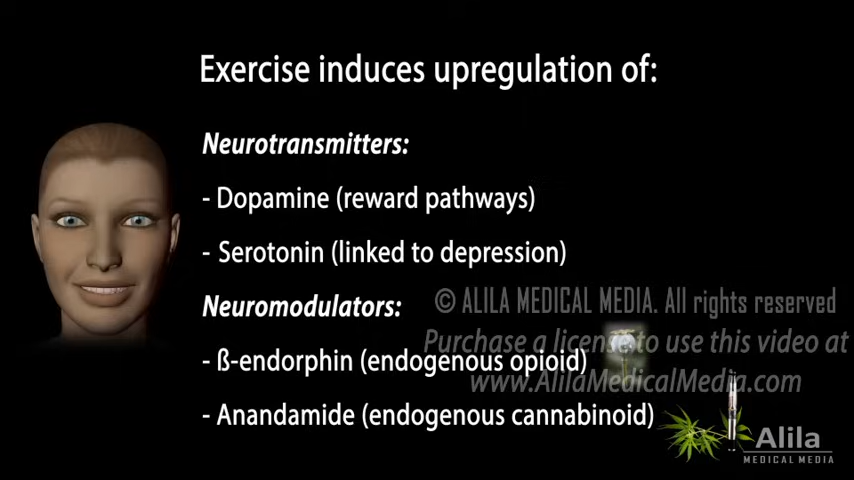 Exercise induces upregulation of:
Neurotransmitters:
- Dopamine (reward pathways)
- Serotonin (linked to depression)
Neuromodulators:
- ß-endorphin (endogenous opioid)
- Anandamide (endogenous cannabinoid)
© ALILA MEDICAL MEDIA. All rights reserved
Purchase a license to use this video at
www.AlilaMedicalMedia.com
Alila
MEDICAL MEDIA